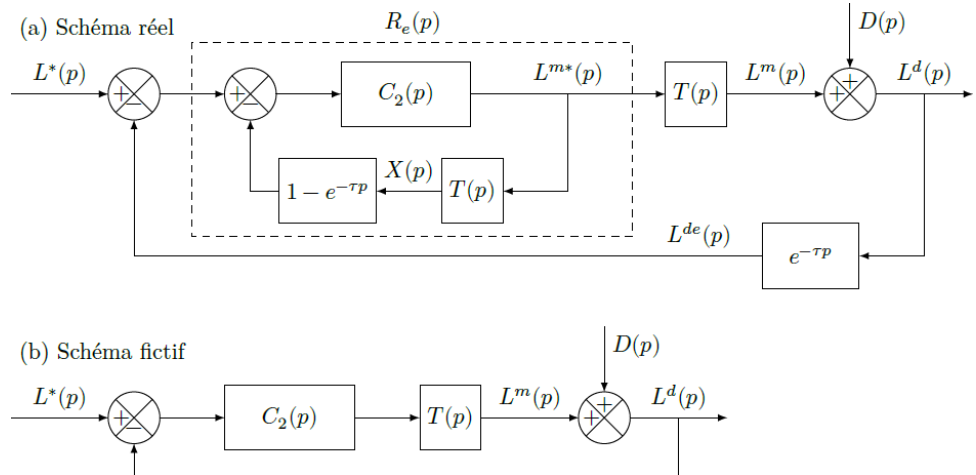 (a) Schéma réel
R_e(p)
D(p)
L*(p)
+
−
+
−
C_2(p)
L^{m*}(p)
T(p)
L^m(p)
+
+
L^d(p)
1 − e^{−τp}
X(p)
T(p)
L^{de}(p)
e^{−τp}
(b) Schéma fictif
D(p)
L*(p)
+
−
C_2(p)
T(p)
L^m(p)
+
+
L^d(p)